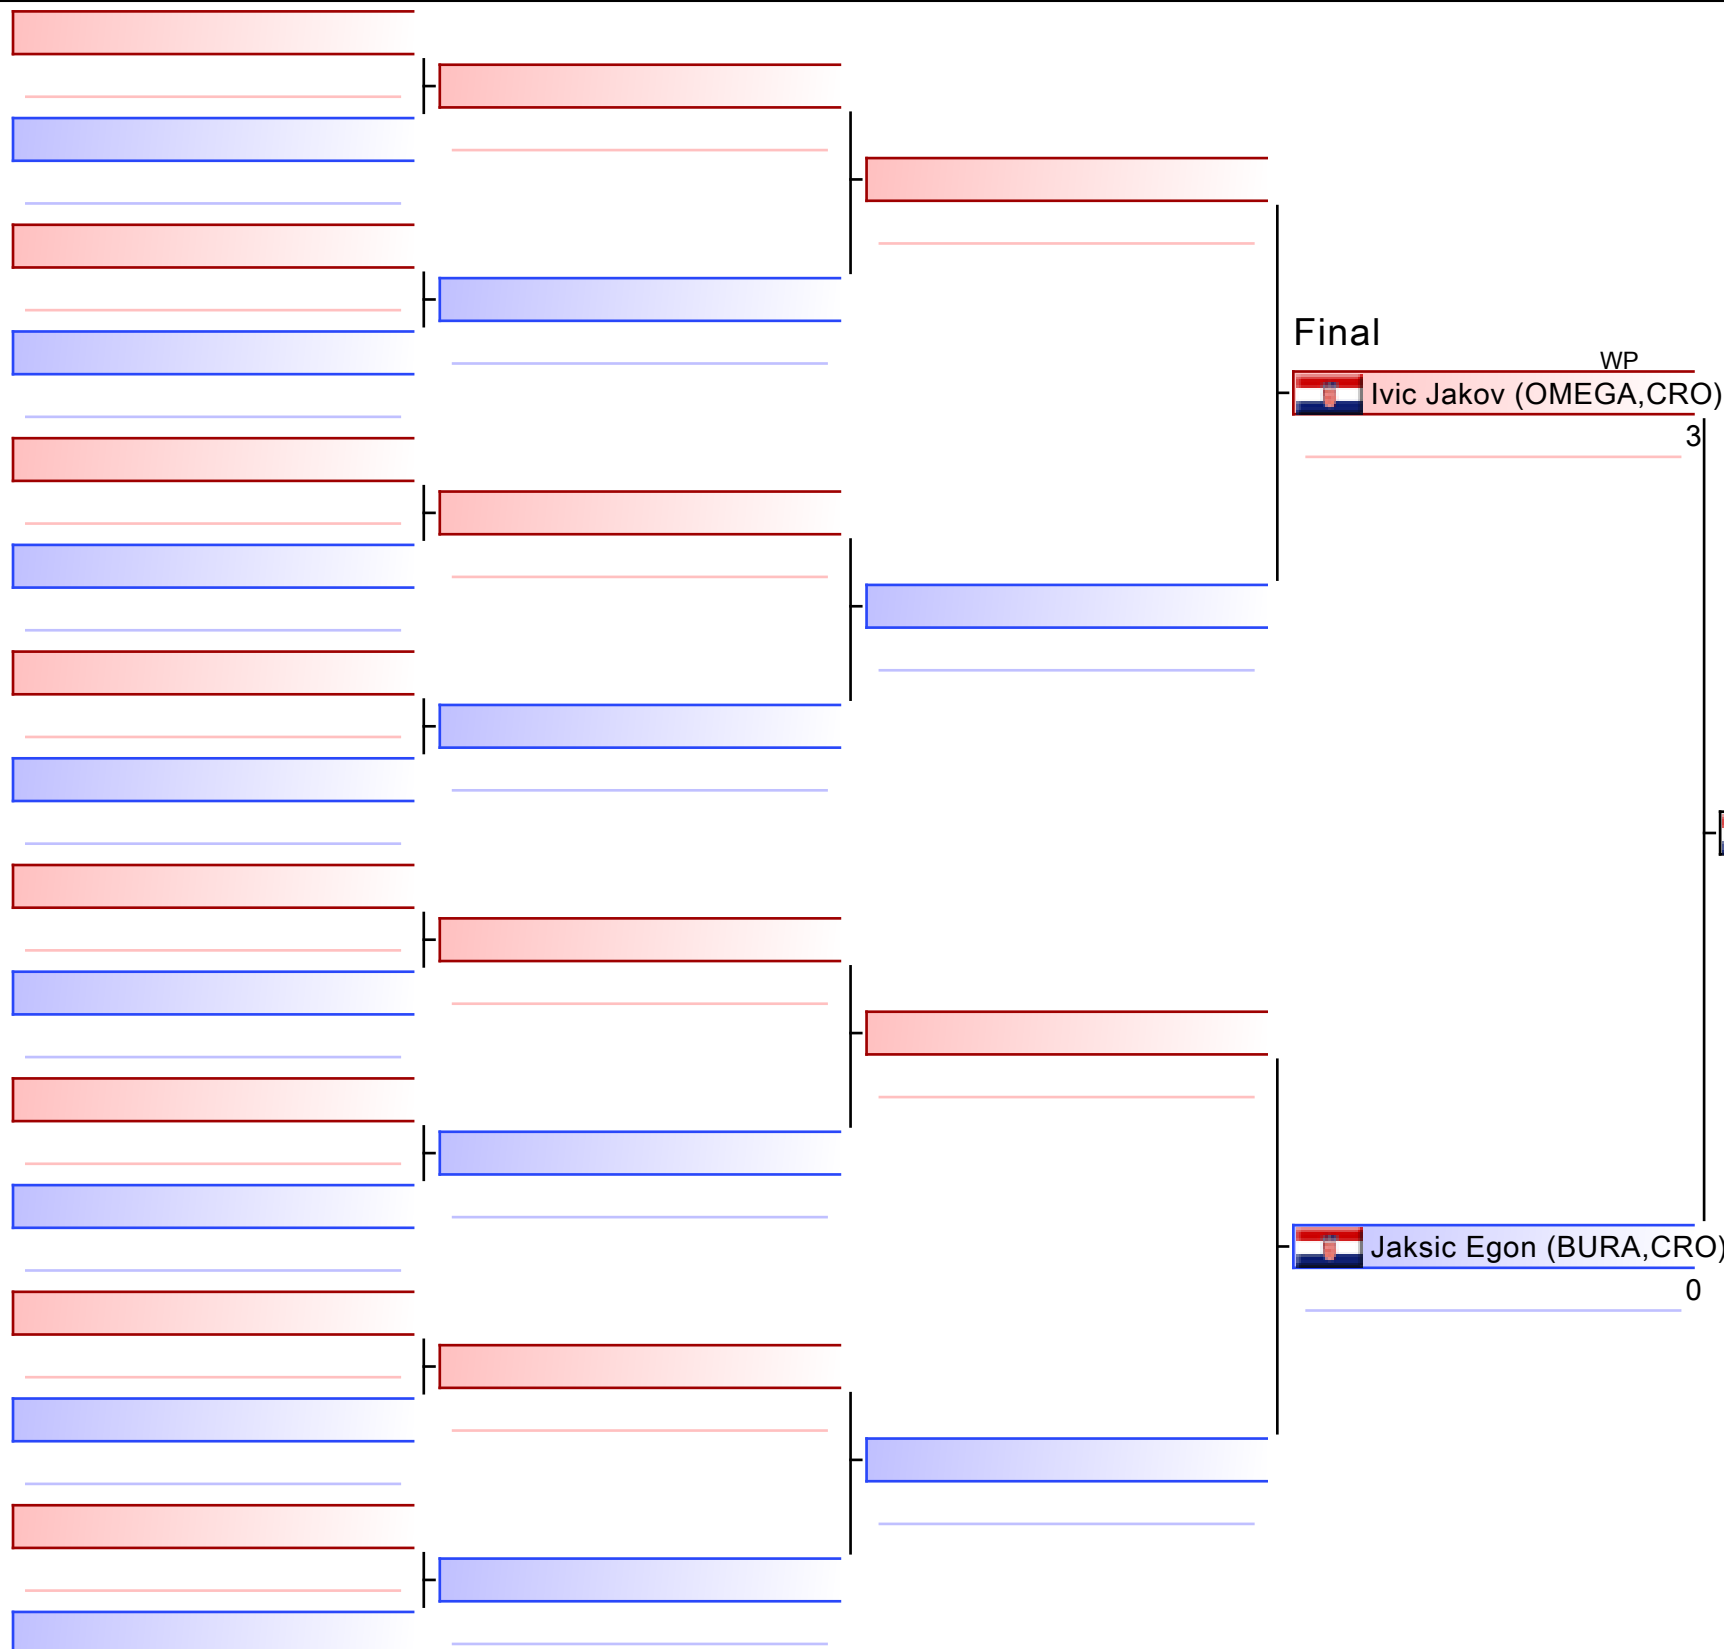 Final
WP
Ivic Jakov (OMEGA,CRO)
3
Jaksic Egon (BURA,CRO)
0